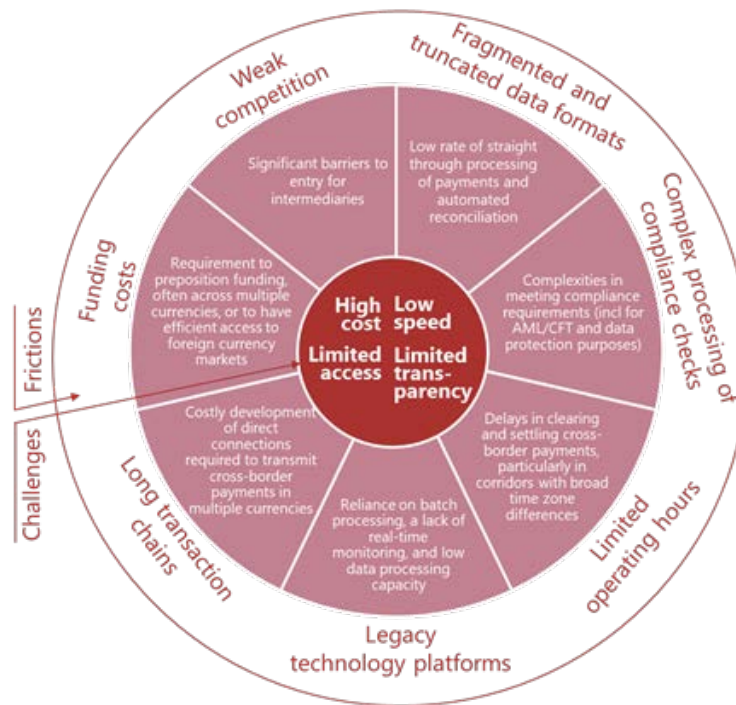 Weak
competition
Fragmented and
truncated data formats
Complex processing of
compliance checks
Limited
operating hours
Legacy
technology platforms
Long transaction
chains
Funding
costs
Significant barriers to
entry for
intermediaries
Low rate of straight
through processing
of payments and
automated
reconciliation
Complexities in
meeting compliance
requirements (incl for
AML/CFT and data
protection purposes)
Delays in clearing
and settling cross-
border payments,
particularly in
corridors with broad
time zone
differences
Reliance on batch
processing, a lack of
real-time
monitoring, and low
data processing
capacity
Costly development
of direct
connections
required to transmit
cross-border
payments in
multiple currencies
Requirement to
preposition funding,
often across multiple
currencies, or to have
efficient access to
foreign currency
markets
High
cost
Low
speed
Limited
access
Limited
trans-
parency
Frictions
Challenges